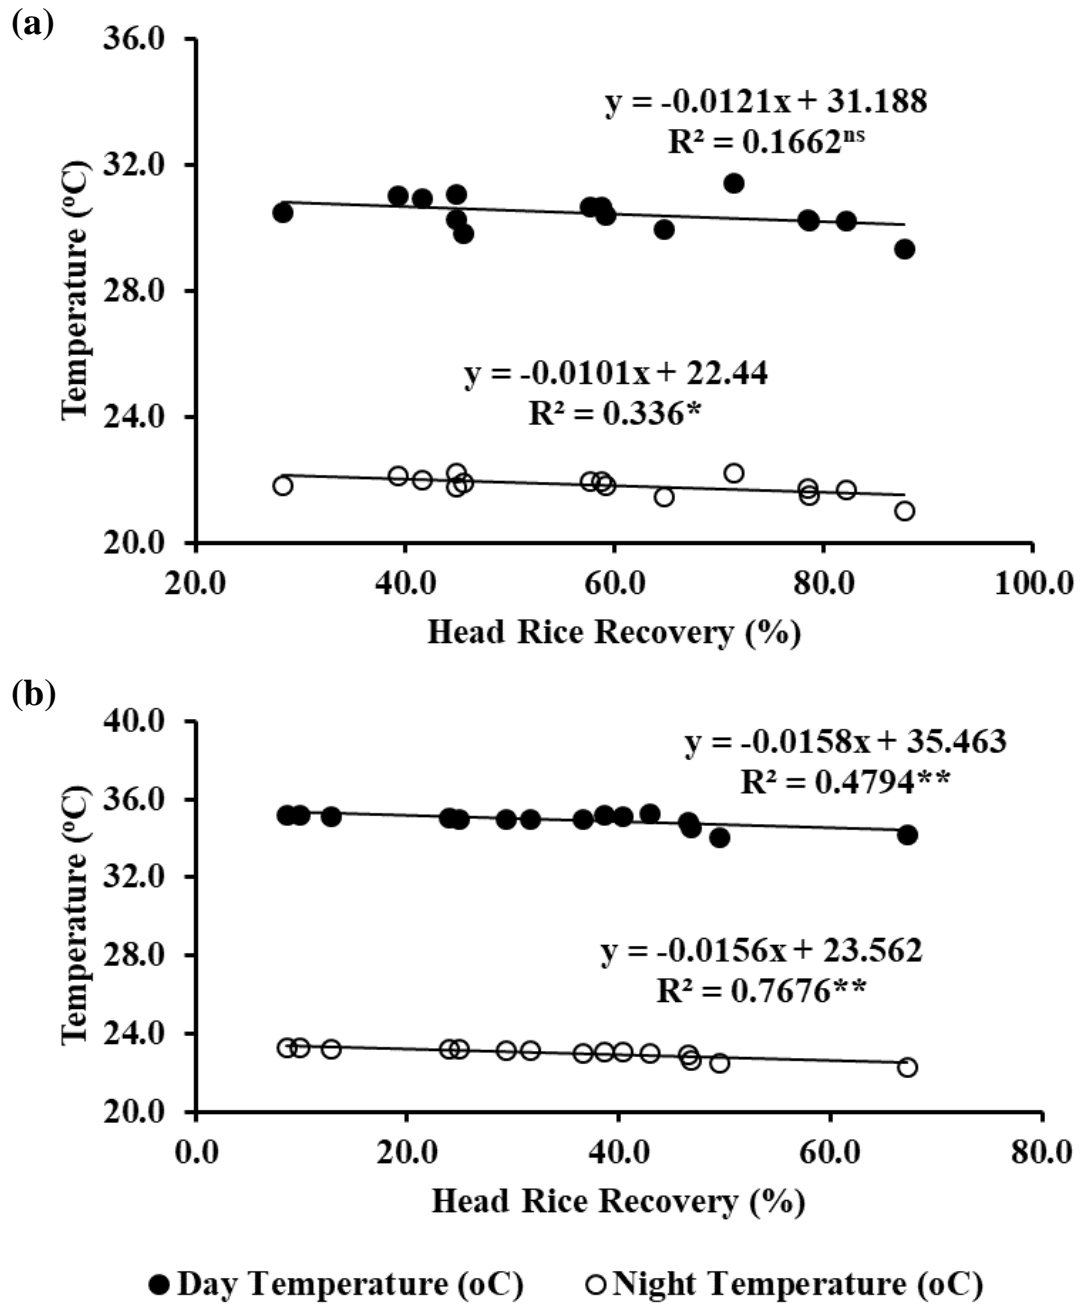 (a)
36.0
y = -0.0121x + 31.188
R² = 0.1662ns
32.0
28.0
Temperature (oC)
y = -0.0101x + 22.44
R² = 0.336*
24.0
20.0
20.0 40.0 60.0 80.0 100.0
Head Rice Recovery (%)
(b)
40.0
y = -0.0158x + 35.463
R² = 0.4794**
36.0
32.0
Temperature (oC)
28.0
y = -0.0156x + 23.562
R² = 0.7676**
24.0
20.0
0.0 20.0 40.0 60.0 80.0
Head Rice Recovery (%)
Day Temperature (oC) Night Temperature (oC)